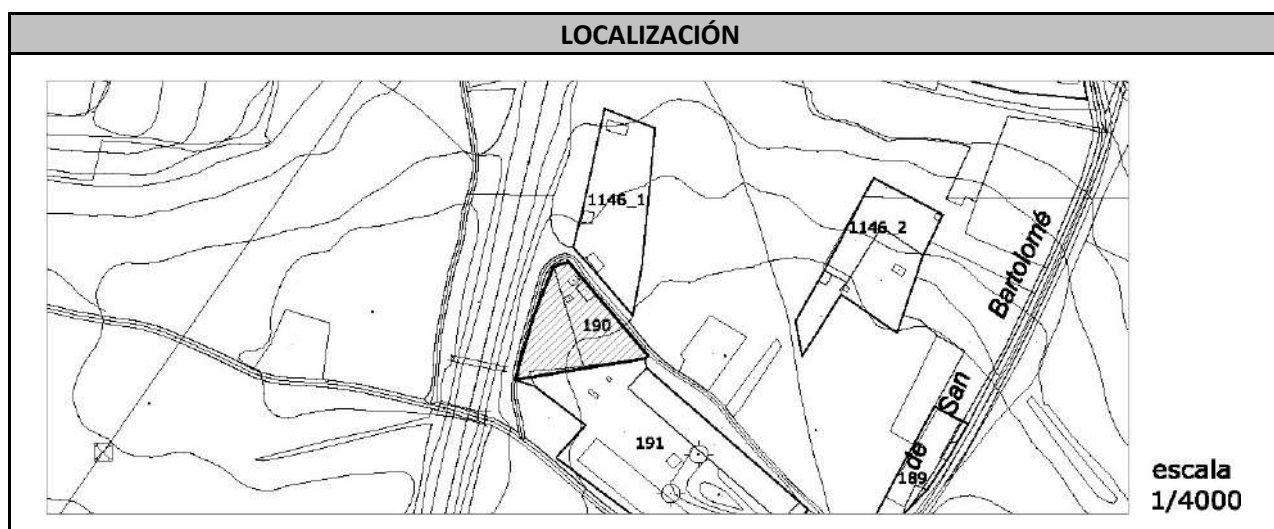 LOCALIZACIÓN
1146_1
1146_2
190
191
189
de San Bartolomé
escala
1/4000